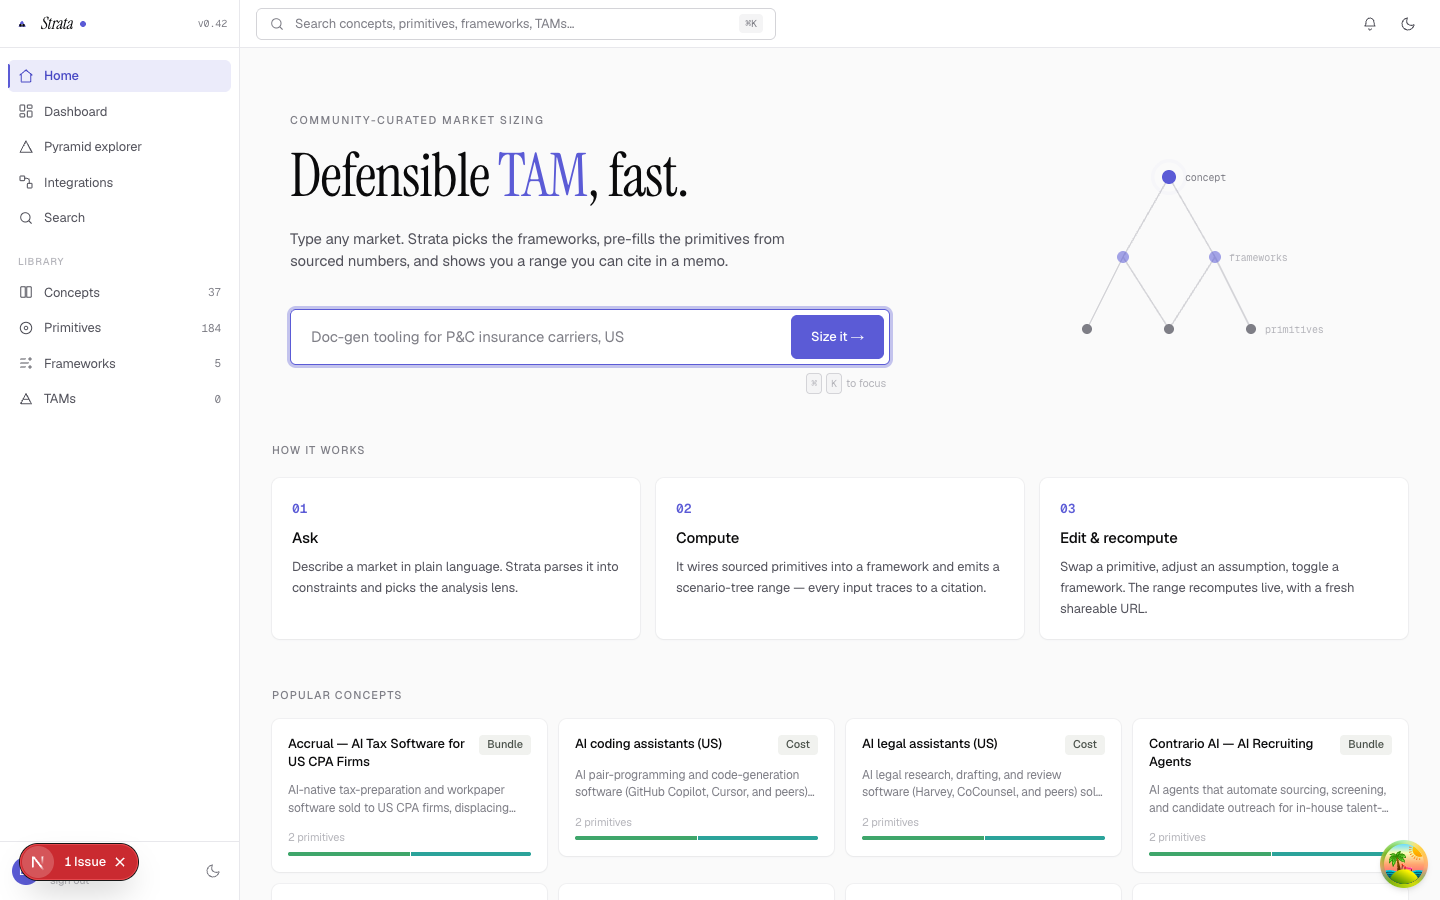 Strata
v0.42
Search concepts, primitives, frameworks, TAMs…
⌘K
Home
Dashboard
Pyramid explorer
Integrations
Search
LIBRARY
Concepts 37
Primitives 184
Frameworks 5
TAMs 0
1 Issue
sign out
COMMUNITY-CURATED MARKET SIZING
Defensible TAM, fast.
Type any market. Strata picks the frameworks, pre-fills the primitives from
sourced numbers, and shows you a range you can cite in a memo.
Doc-gen tooling for P&C insurance carriers, US
Size it →
⌘ K to focus
concept
frameworks
primitives
HOW IT WORKS
01
Ask
Describe a market in plain language. Strata parses it into
constraints and picks the analysis lens.
02
Compute
It wires sourced primitives into a framework and emits a
scenario-tree range — every input traces to a citation.
03
Edit & recompute
Swap a primitive, adjust an assumption, toggle a
framework. The range recomputes live, with a fresh
shareable URL.
POPULAR CONCEPTS
Accrual — AI Tax Software for
US CPA Firms
Bundle
AI-native tax-preparation and workpaper
software sold to US CPA firms, displacing…
2 primitives
AI coding assistants (US)
Cost
AI pair-programming and code-generation
software (GitHub Copilot, Cursor, and peers)…
2 primitives
AI legal assistants (US)
Cost
AI legal research, drafting, and review
software (Harvey, CoCounsel, and peers) sol…
2 primitives
Contrario AI — AI Recruiting
Agents
Bundle
AI agents that automate sourcing, screening,
and candidate outreach for in-house talent-…
2 primitives